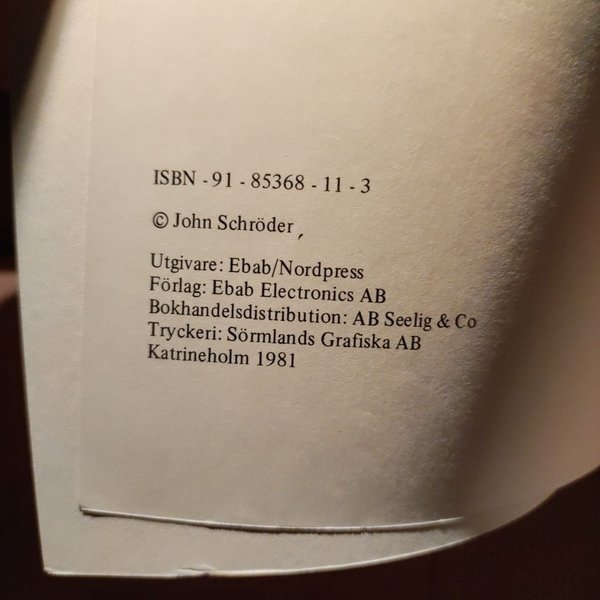 ISBN - 91 - 85368 - 11 - 3
© John Schröder
Utgivare: Ebab/Nordpress
Förlag: Ebab Electronics AB
Bokhandelsdistribution: AB Seelig & Co
Tryckeri: Sörmlands Grafiska AB
Katrineholm 1981